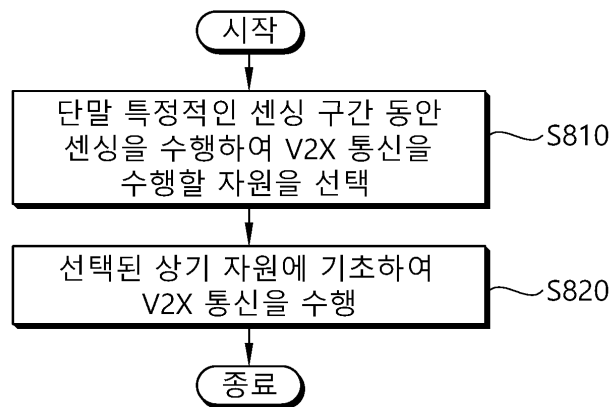 시작
단말 특정적인 센싱 구간 동안
센싱을 수행하여 V2X 통신을
수행할 자원을 선택
S810
선택된 상기 자원에 기초하여
V2X 통신을 수행
S820
종료